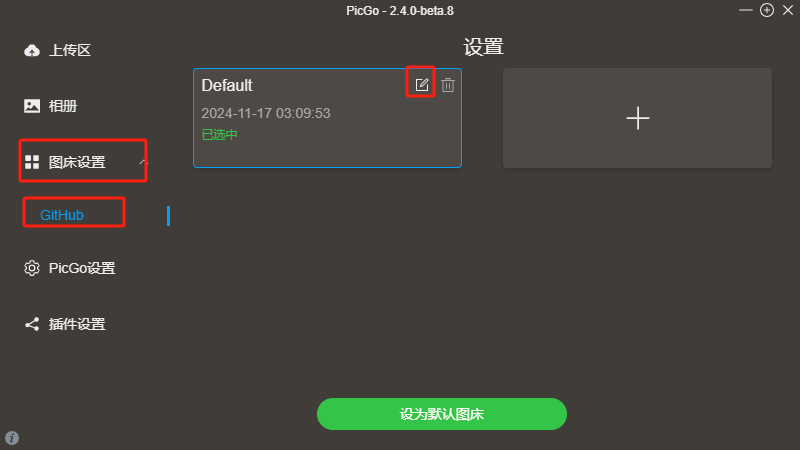 PicGo - 2.4.0-beta.8
上传区
相册
图床设置
GitHub
PicGo设置
插件设置
设置
Default
2024-11-17 03:09:53
已选中
设为默认图床